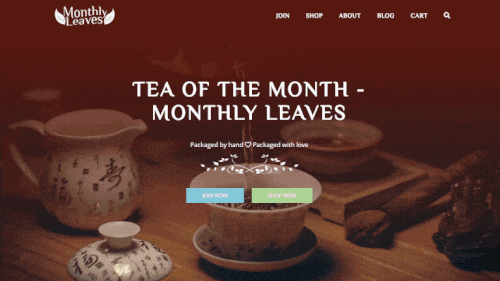 Monthly
Leaves
JOIN
SHOP
ABOUT
BLOG
CART
TEA OF THE MONTH -
MONTHLY LEAVES
Packaged by hand♡Packaged with love
JOIN NOW
SHOP NOW
寿